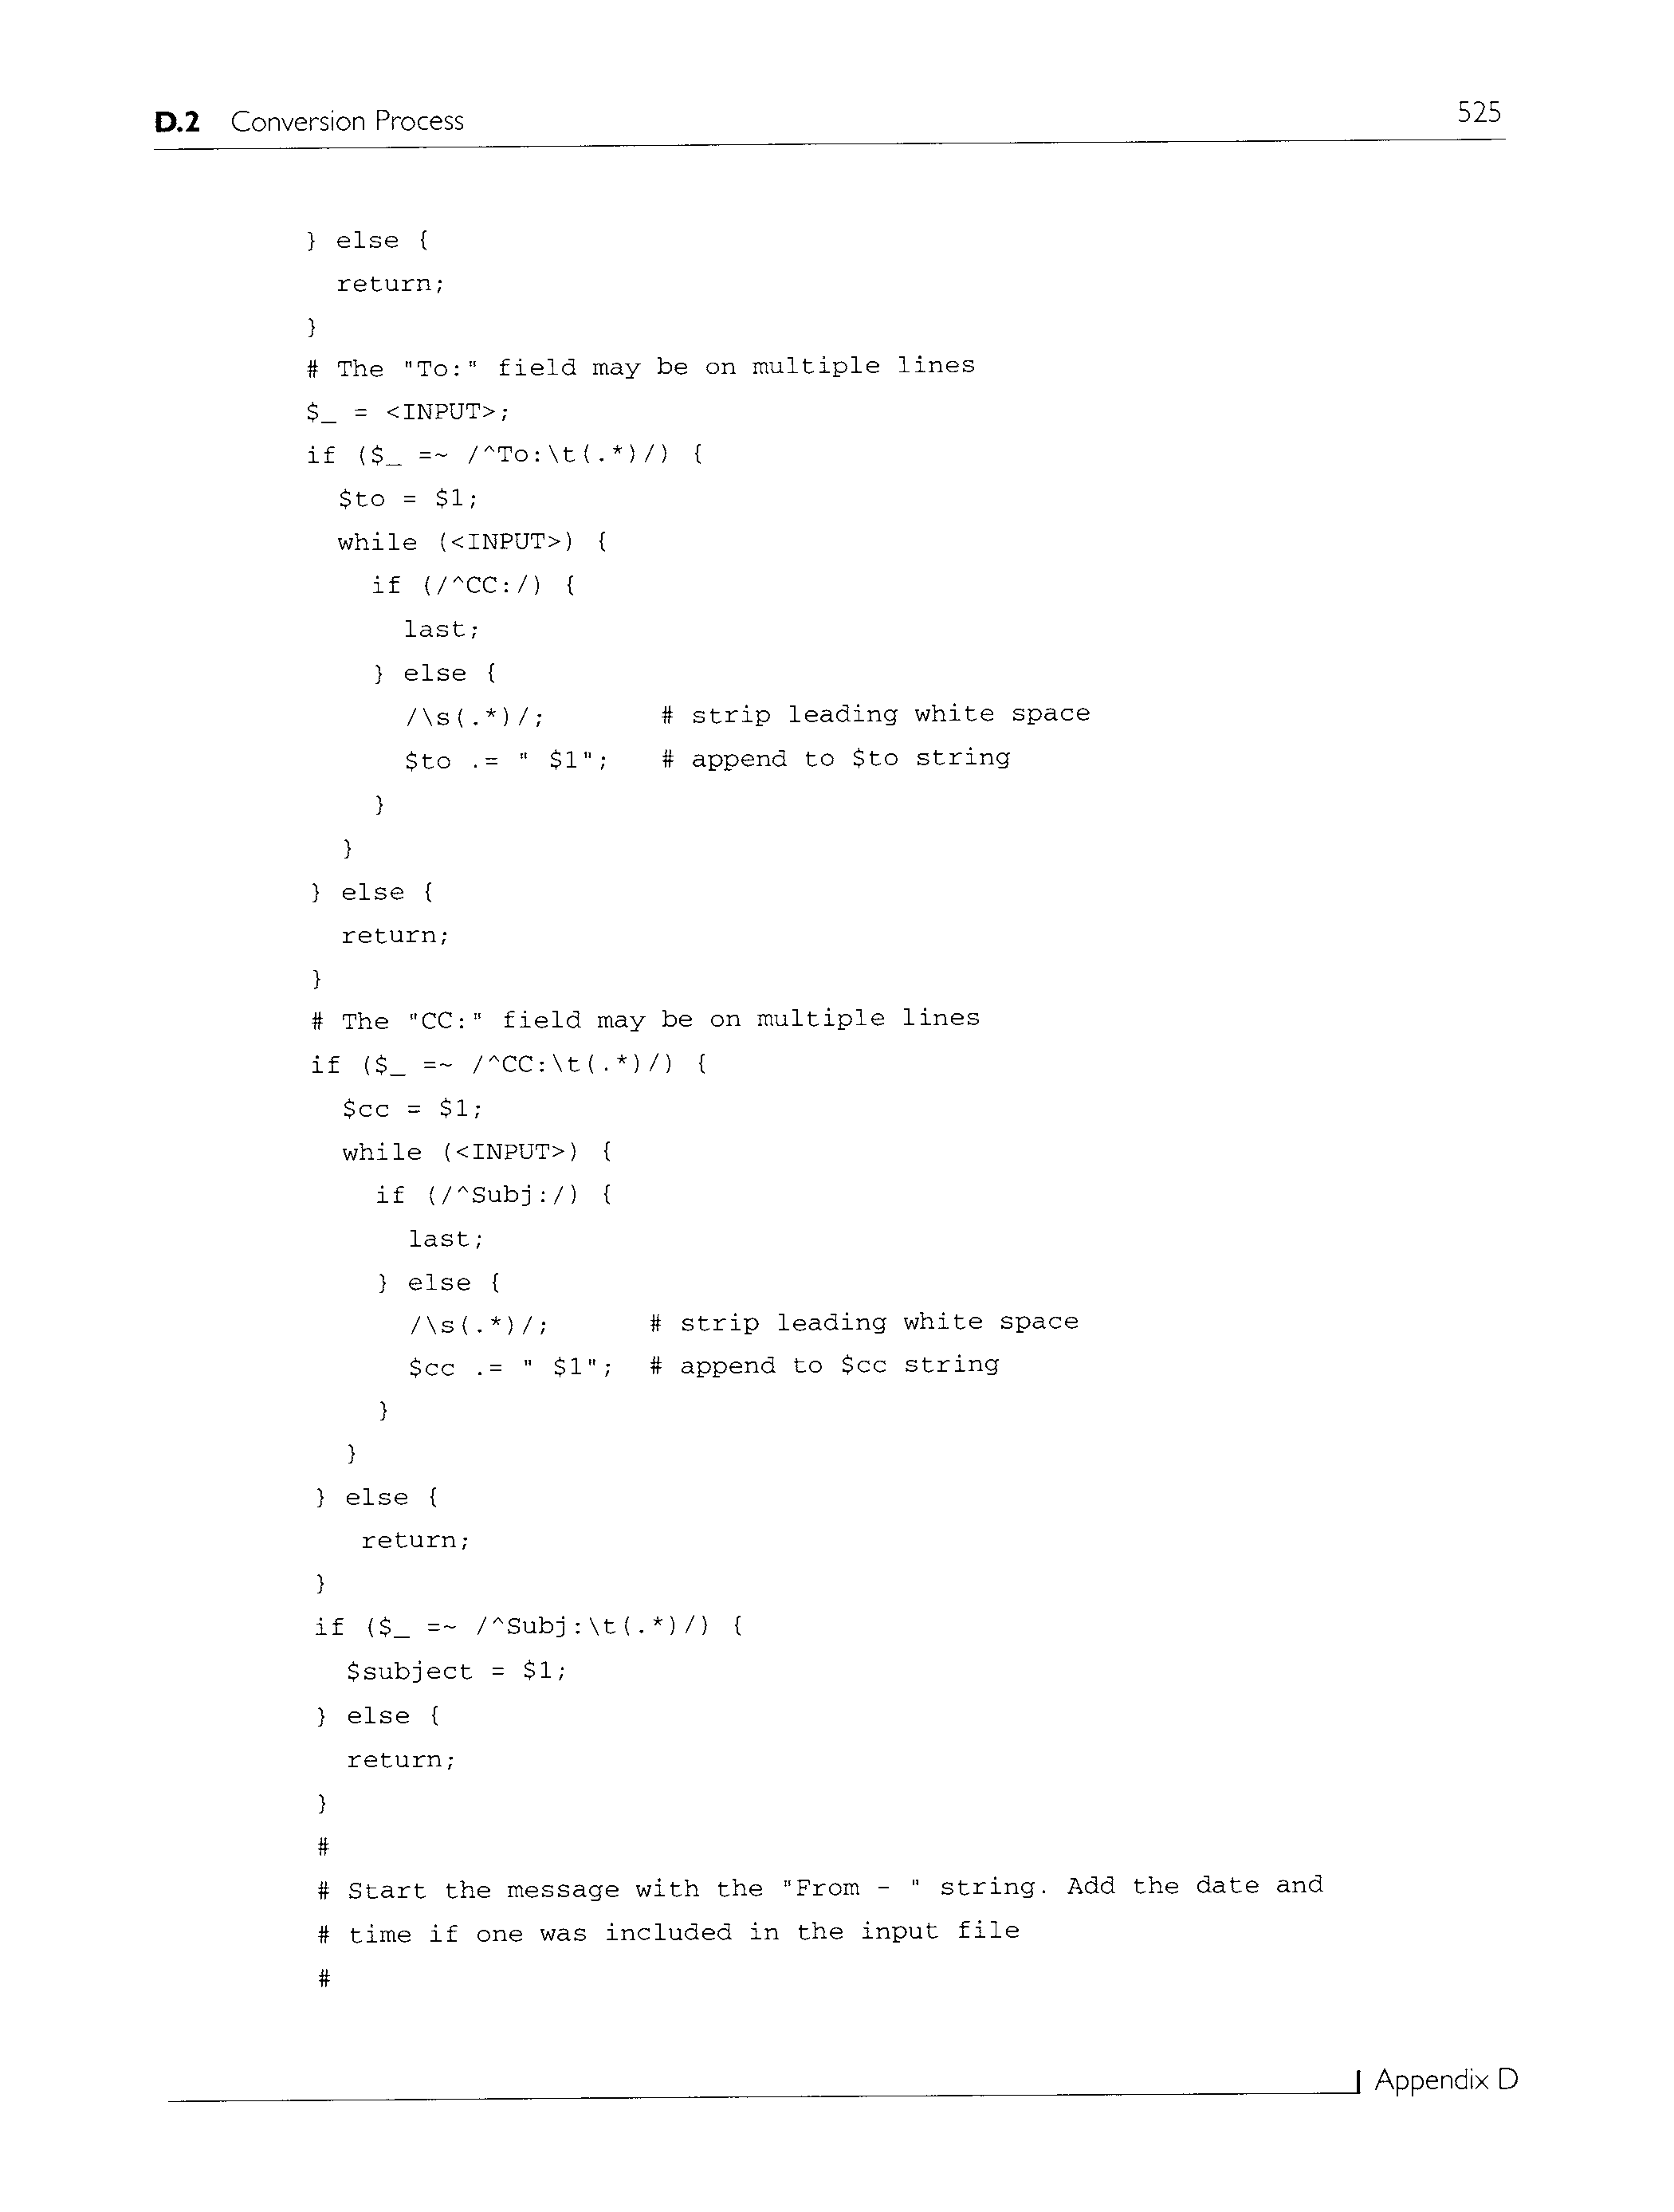 D.2 Conversion Process 525
} else {
  return;
}
# The "To:" field may be on multiple lines
$_ = <INPUT>;
if ($_ =~ /^To:\t(.*)/) {
  $to = $1;
  while (<INPUT>) {
    if (/^CC:/) {
      last;
    } else {
      /\s(.*)/;       # strip leading white space
      $to .= " $1";   # append to $to string
    }
  }
} else {
  return;
}
# The "CC:" field may be on multiple lines
if ($_ =~ /^CC:\t(.*)/) {
  $cc = $1;
  while (<INPUT>) {
    if (/^Subj:/) {
      last;
    } else {
      /\s(.*)/;      # strip leading white space
      $cc .= " $1";  # append to $cc string
    }
  }
} else {
   return;
}
if ($_ =~ /^Subj:\t(.*)/) {
  $subject = $1;
} else {
  return;
}
#
# Start the message with the "From - " string. Add the date and
# time if one was included in the input file
#
Appendix D